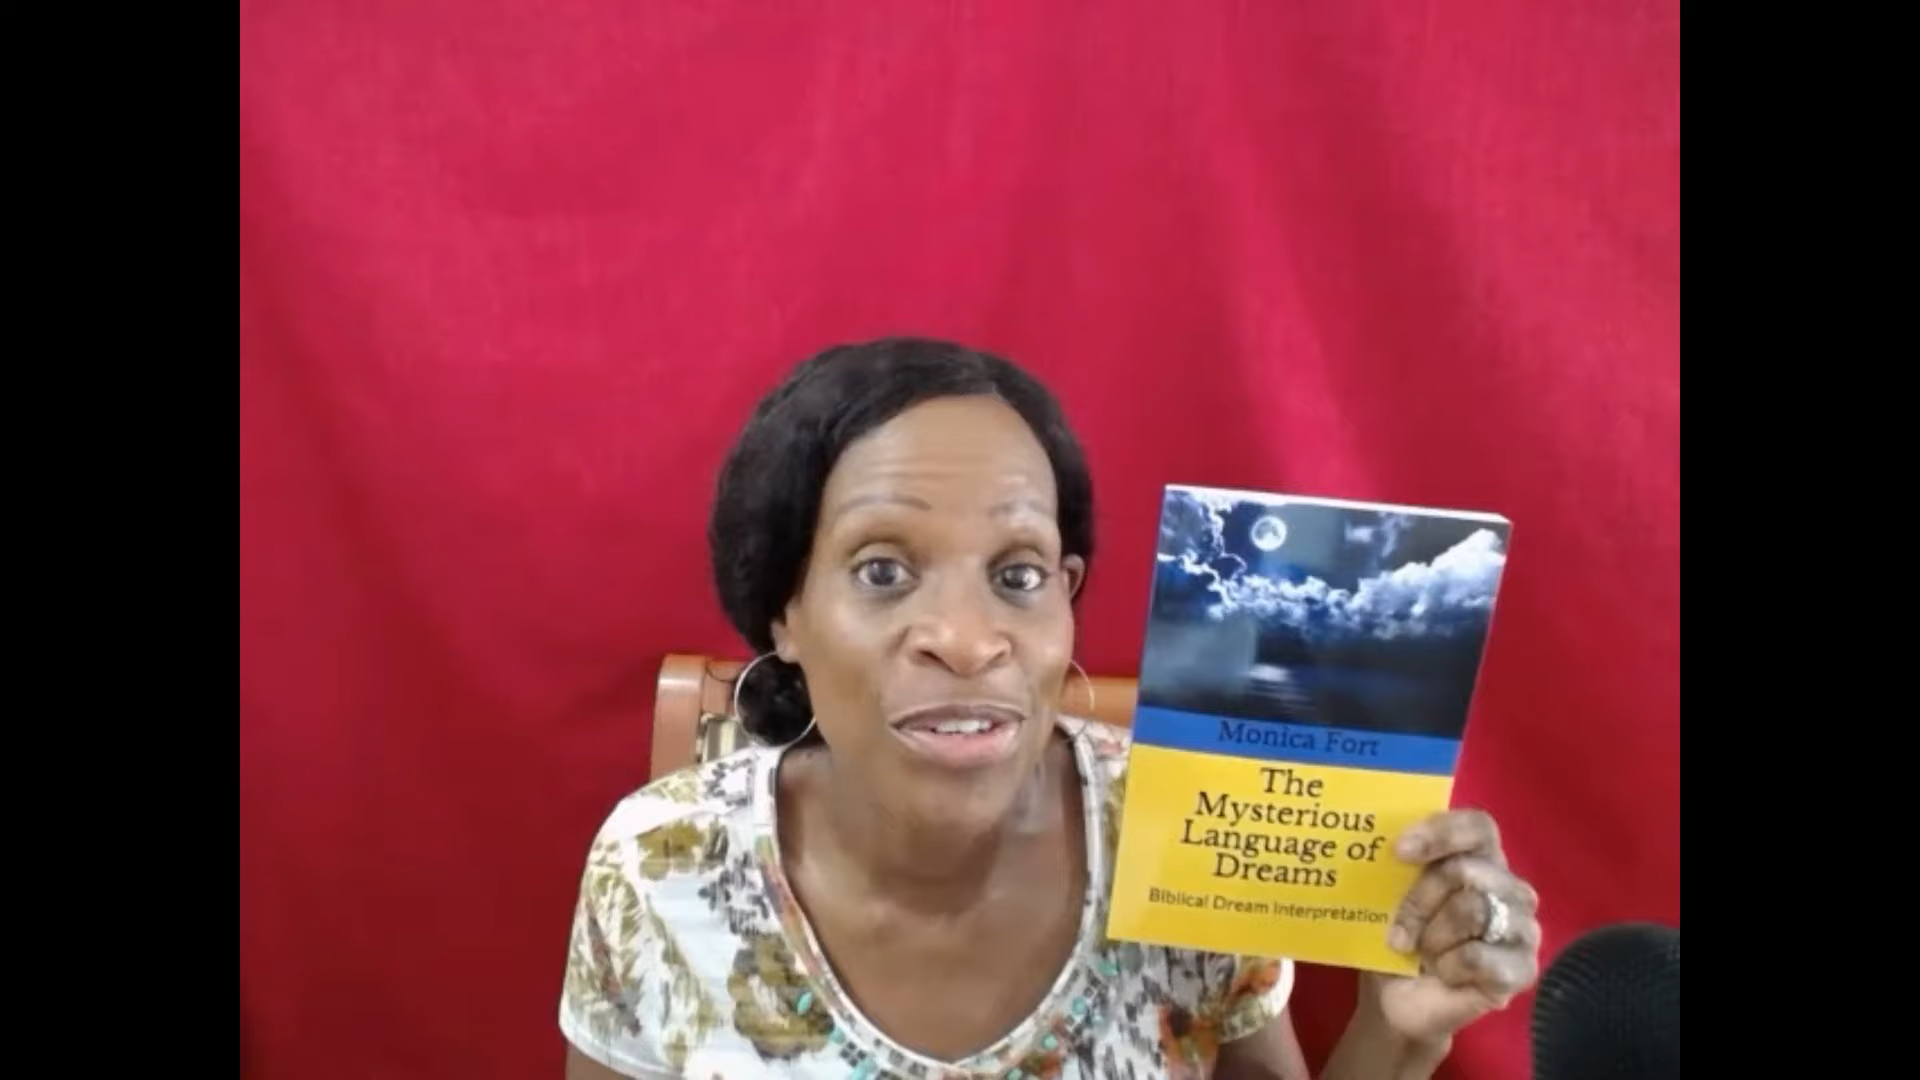 Monica Fort
The
Mysterious
Language of
Dreams
Biblical Dream Interpretation